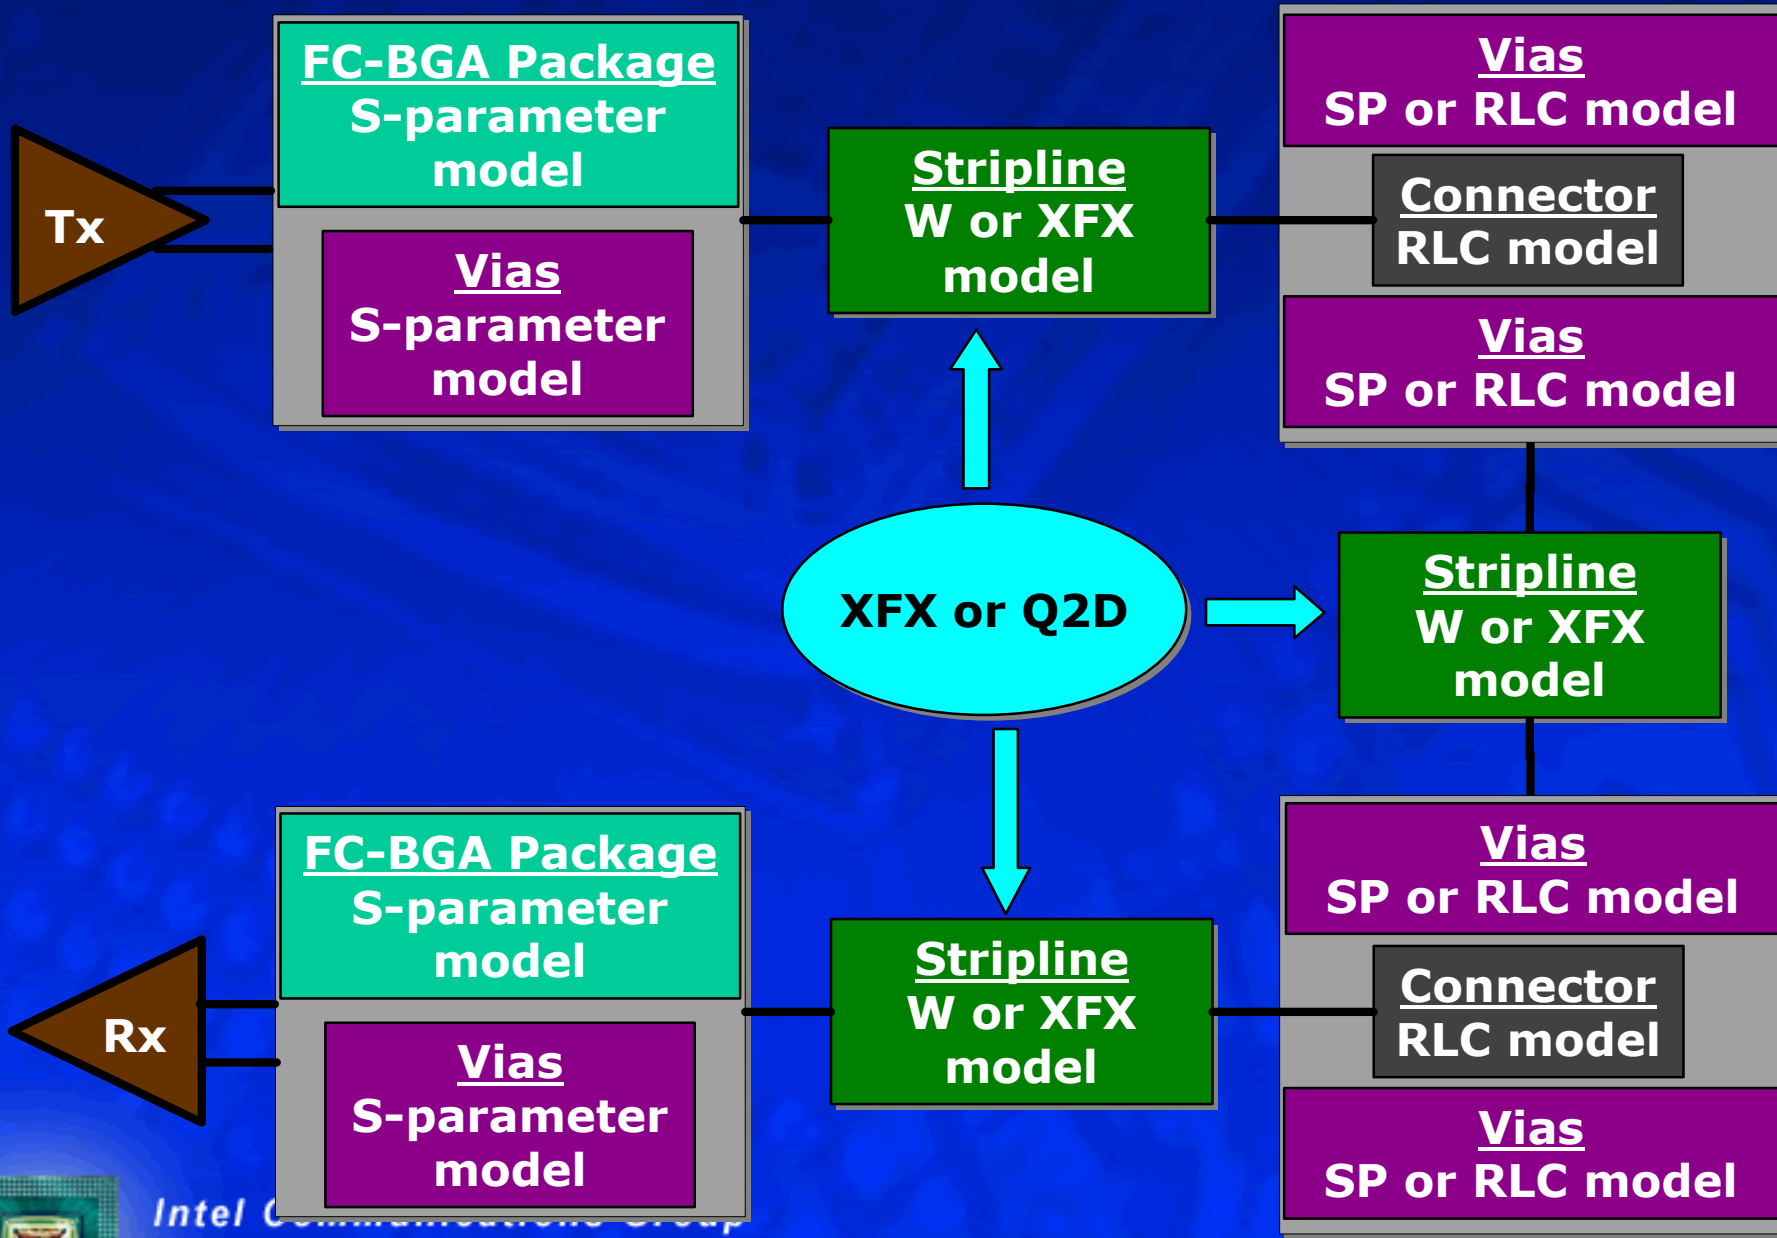 Tx
FC-BGA Package
S-parameter
model
Vias
S-parameter
model
Stripline
W or XFX
model
Vias
SP or RLC model
Connector
RLC model
Vias
SP or RLC model
XFX or Q2D
Stripline
W or XFX
model
Rx
FC-BGA Package
S-parameter
model
Vias
S-parameter
model
Stripline
W or XFX
model
Vias
SP or RLC model
Connector
RLC model
Vias
SP or RLC model
Intel Communications Group